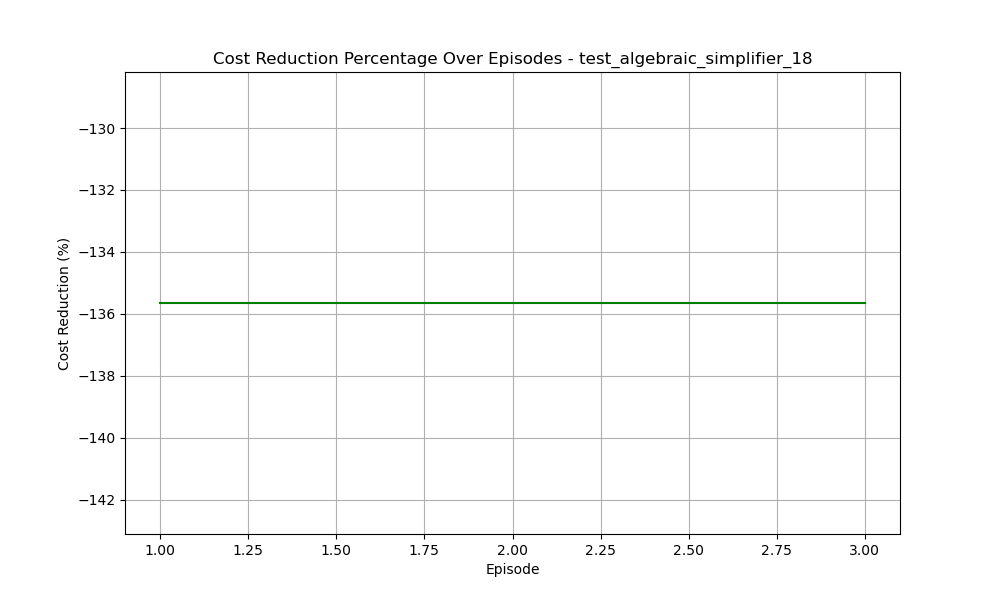 Cost Reduction Percentage Over Episodes - test_algebraic_simplifier_18
Cost Reduction (%)
−130
−132
−134
−136
−138
−140
−142
1.00 1.25 1.50 1.75 2.00 2.25 2.50 2.75 3.00
Episode